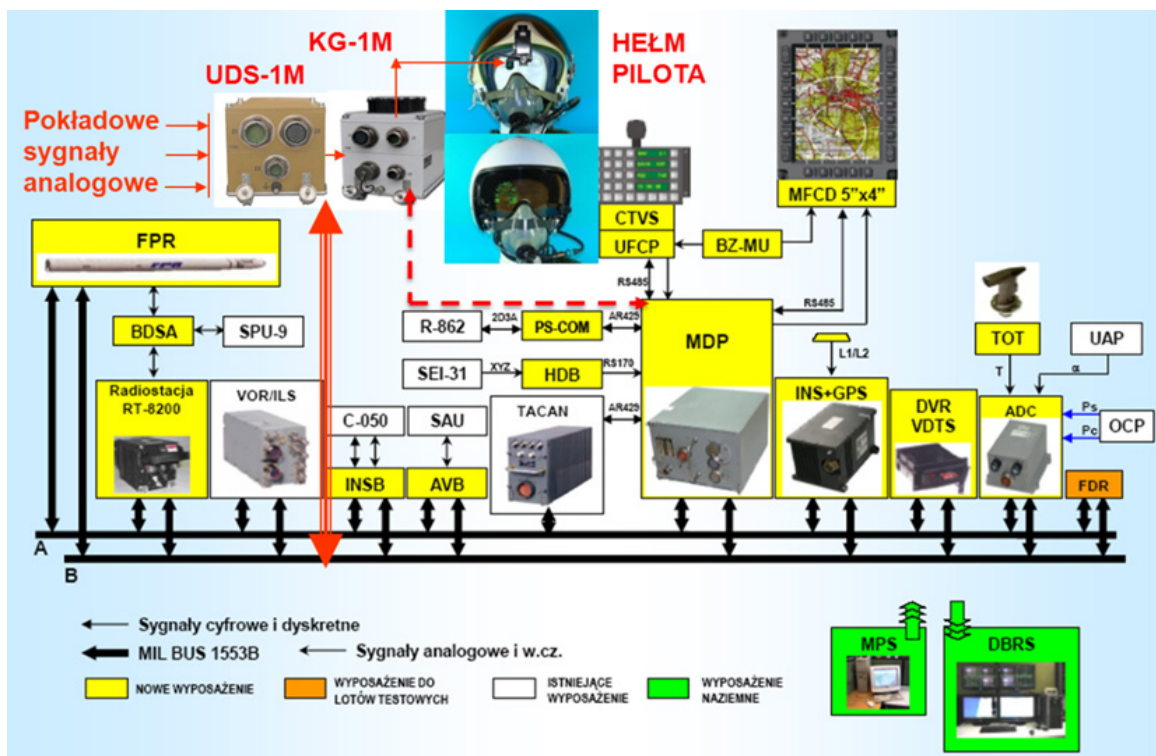 KG-1M
UDS-1M
HEŁM
PILOTA
Pokładowe
sygnały
analogowe
MFCD 5”x4”
CTVS
UFCP
BZ-MU
FPR
RS485
RS485
BDSA
SPU-9
R-862
2D3A
PS-COM
AR429
MDP
L1/L2
TOT
UAP
SEI-31
XYZ
HDB
RS170
T
α
Radiostacja
RT-8200
VOR/ILS
C-050
SAU
TACAN
AR429
INS+GPS
DVR
VDTS
ADC
Ps
Pc
OCP
INSB
AVB
FDR
A
B
Sygnały cyfrowe i dyskretne
MIL BUS 1553B
Sygnały analogowe i w.cz.
NOWE WYPOSAŻENIE
WYPOSAŻENIE DO
LOTÓW TESTOWYCH
ISTNIEJĄCE
WYPOSAŻENIE
WYPOSAŻENIE
NAZIEMNE
MPS
DBRS